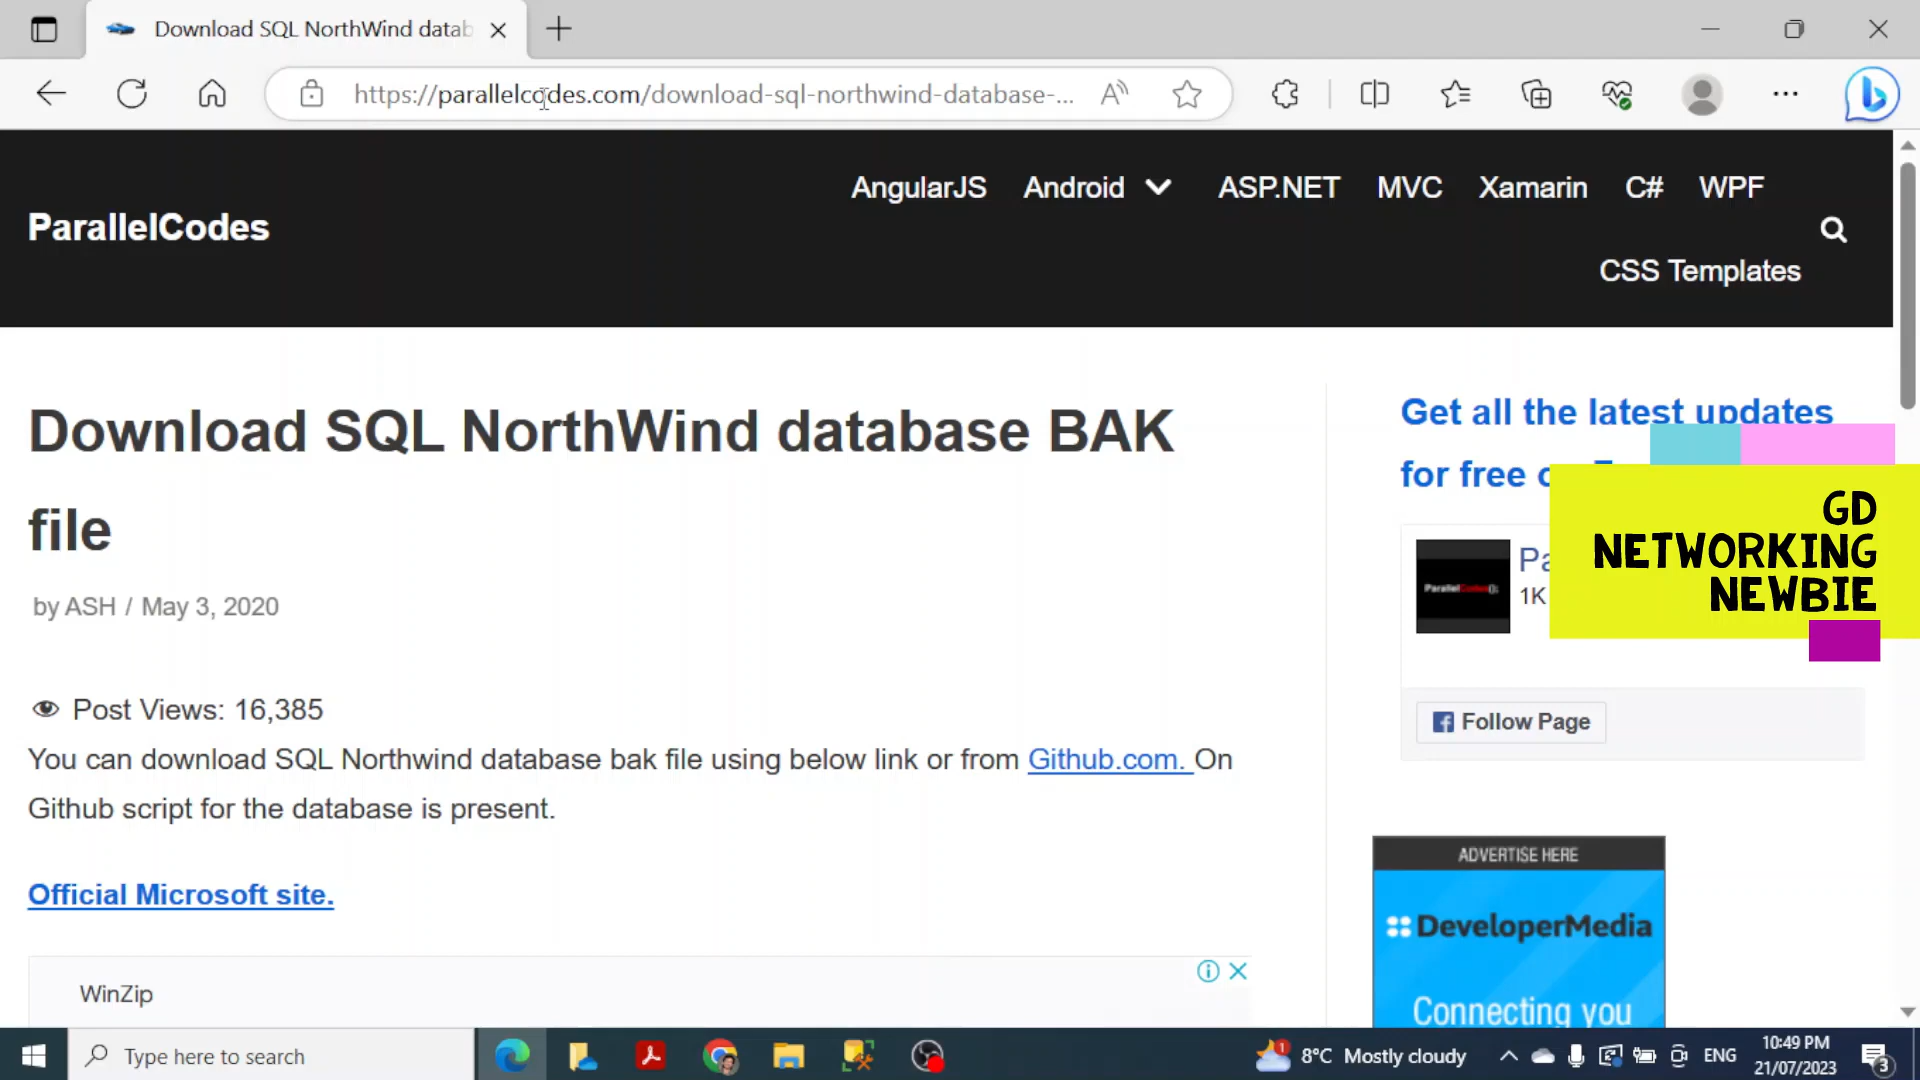 Download SQL NorthWind datab
https://parallelcodes.com/download-sql-northwind-database-...
ParallelCodes
AngularJS Android ASP.NET MVC Xamarin C# WPF
CSS Templates
Download SQL NorthWind database BAK
file
by ASH / May 3, 2020
Post Views: 16,385
You can download SQL Northwind database bak file using below link or from Github.com. On
Github script for the database is present.
Official Microsoft site.
WinZip
Get all the latest updates
for free
ParallelCodes();
1K
Follow Page
GD
NETWORKING
NEWBIE
ADVERTISE HERE
DeveloperMedia
Connecting you
Type here to search
1
8°C Mostly cloudy
ENG
10:49 PM
21/07/2023
3